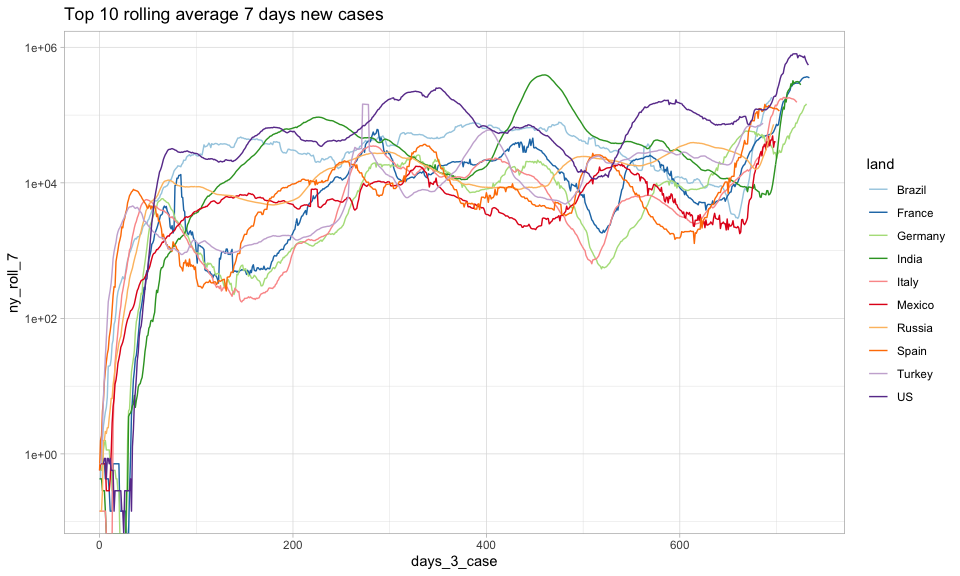 Top 10 rolling average 7 days new cases
1e+06
1e+04
1e+02
1e+00
ny_roll_7
0 200 400 600
days_3_case
land
Brazil
France
Germany
India
Italy
Mexico
Russia
Spain
Turkey
US